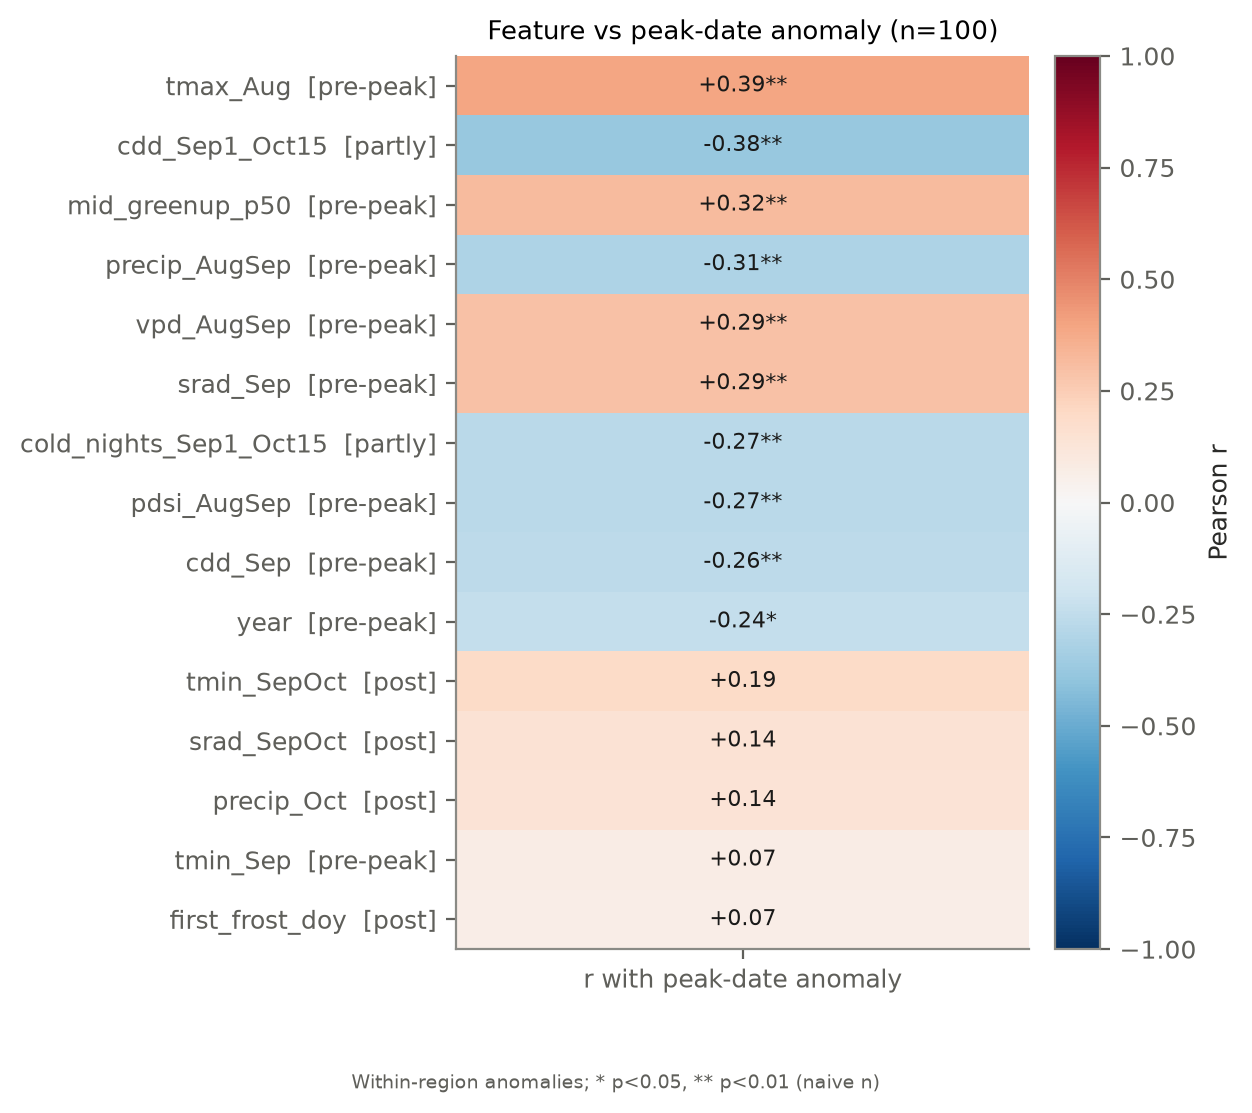 Feature vs peak-date anomaly (n=100)
tmax_Aug  [pre-peak] +0.39**
cdd_Sep1_Oct15  [partly] -0.38**
mid_greenup_p50  [pre-peak] +0.32**
precip_AugSep  [pre-peak] -0.31**
vpd_AugSep  [pre-peak] +0.29**
srad_Sep  [pre-peak] +0.29**
cold_nights_Sep1_Oct15  [partly] -0.27**
pdsi_AugSep  [pre-peak] -0.27**
cdd_Sep  [pre-peak] -0.26**
year  [pre-peak] -0.24*
tmin_SepOct  [post] +0.19
srad_SepOct  [post] +0.14
precip_Oct  [post] +0.14
tmin_Sep  [pre-peak] +0.07
first_frost_doy  [post] +0.07
r with peak-date anomaly
1.00
0.75
0.50
0.25
0.00
−0.25
−0.50
−0.75
−1.00
Pearson r
Within-region anomalies; * p<0.05, ** p<0.01 (naive n)